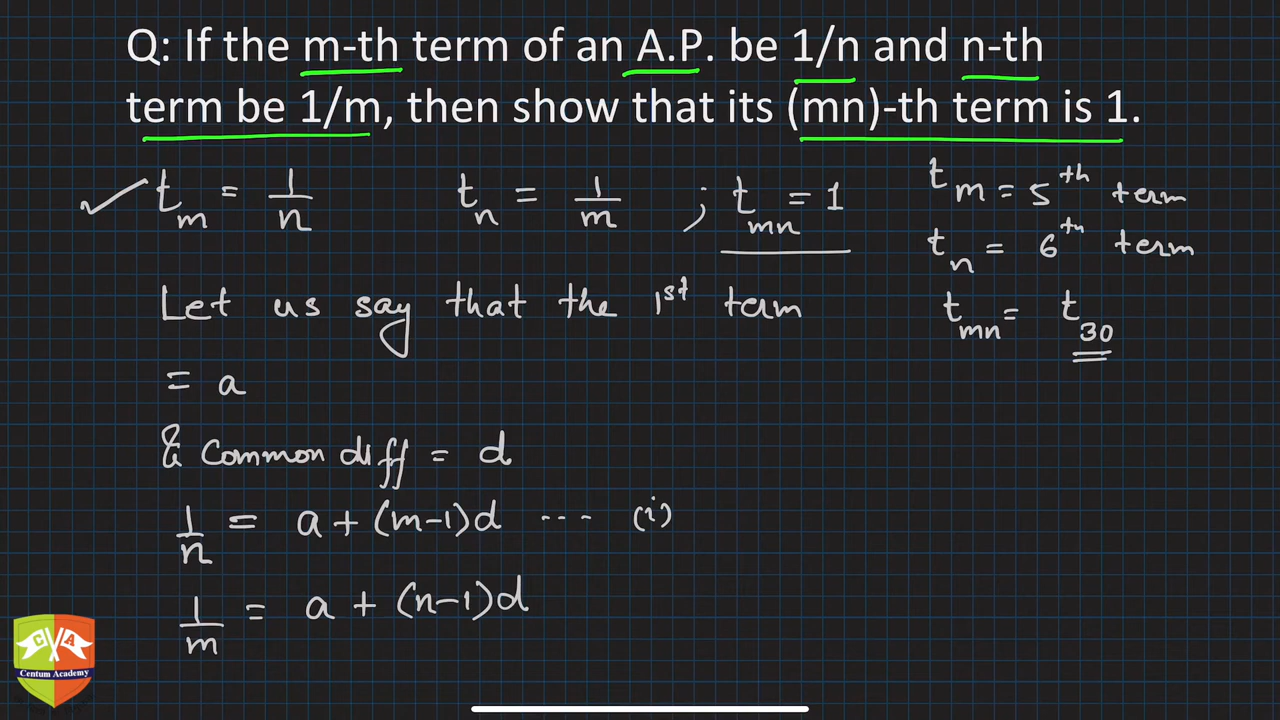 Q: If the m-th term of an A.P. be 1/n and n-th
term be 1/m, then show that its (mn)-th term is 1.
✓ t_m = 1/n    t_n = 1/m ; t_mn = 1
t_m = 5th term
t_n = 6th term
t_mn = t_30
Let us say that the 1st term
= a
& Common diff = d
1/n = a + (m-1)d --- (i)
1/m = a + (n-1)d
C A
Centum Academy